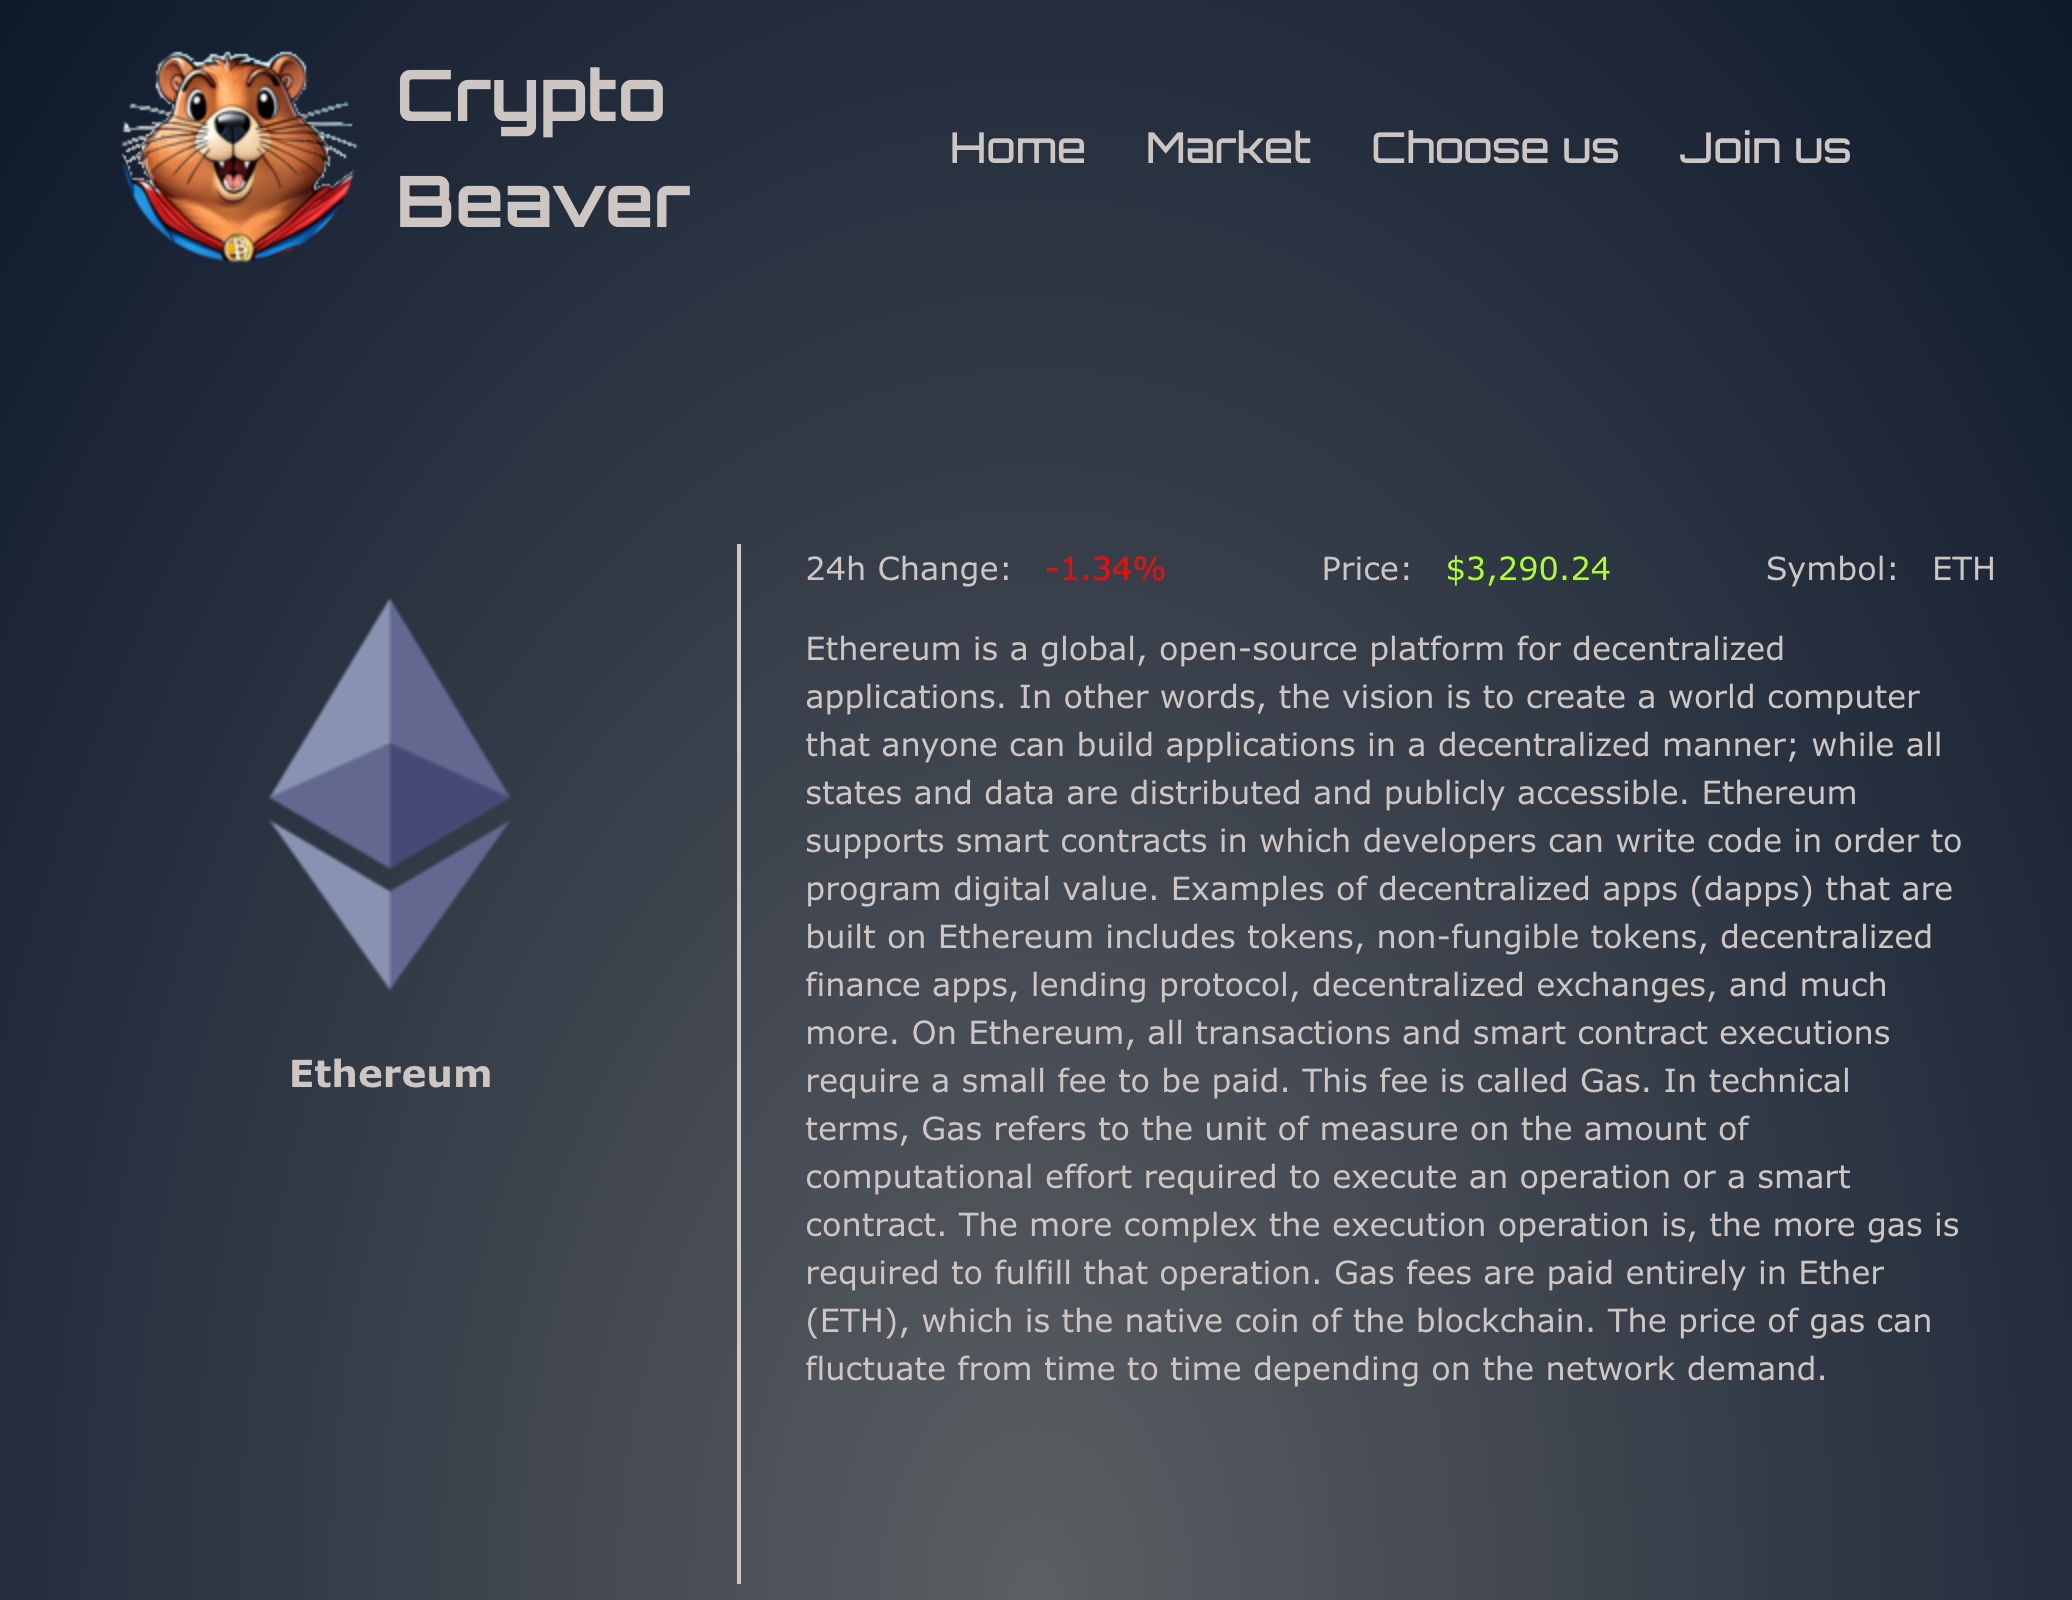 Crypto
Beaver
Home Market Choose us Join us
24h Change: -1.34% Price: $3,290.24 Symbol: ETH
Ethereum is a global, open-source platform for decentralized
applications. In other words, the vision is to create a world computer
that anyone can build applications in a decentralized manner; while all
states and data are distributed and publicly accessible. Ethereum
supports smart contracts in which developers can write code in order to
program digital value. Examples of decentralized apps (dapps) that are
built on Ethereum includes tokens, non-fungible tokens, decentralized
finance apps, lending protocol, decentralized exchanges, and much
more. On Ethereum, all transactions and smart contract executions
require a small fee to be paid. This fee is called Gas. In technical
terms, Gas refers to the unit of measure on the amount of
computational effort required to execute an operation or a smart
contract. The more complex the execution operation is, the more gas is
required to fulfill that operation. Gas fees are paid entirely in Ether
(ETH), which is the native coin of the blockchain. The price of gas can
fluctuate from time to time depending on the network demand.
Ethereum